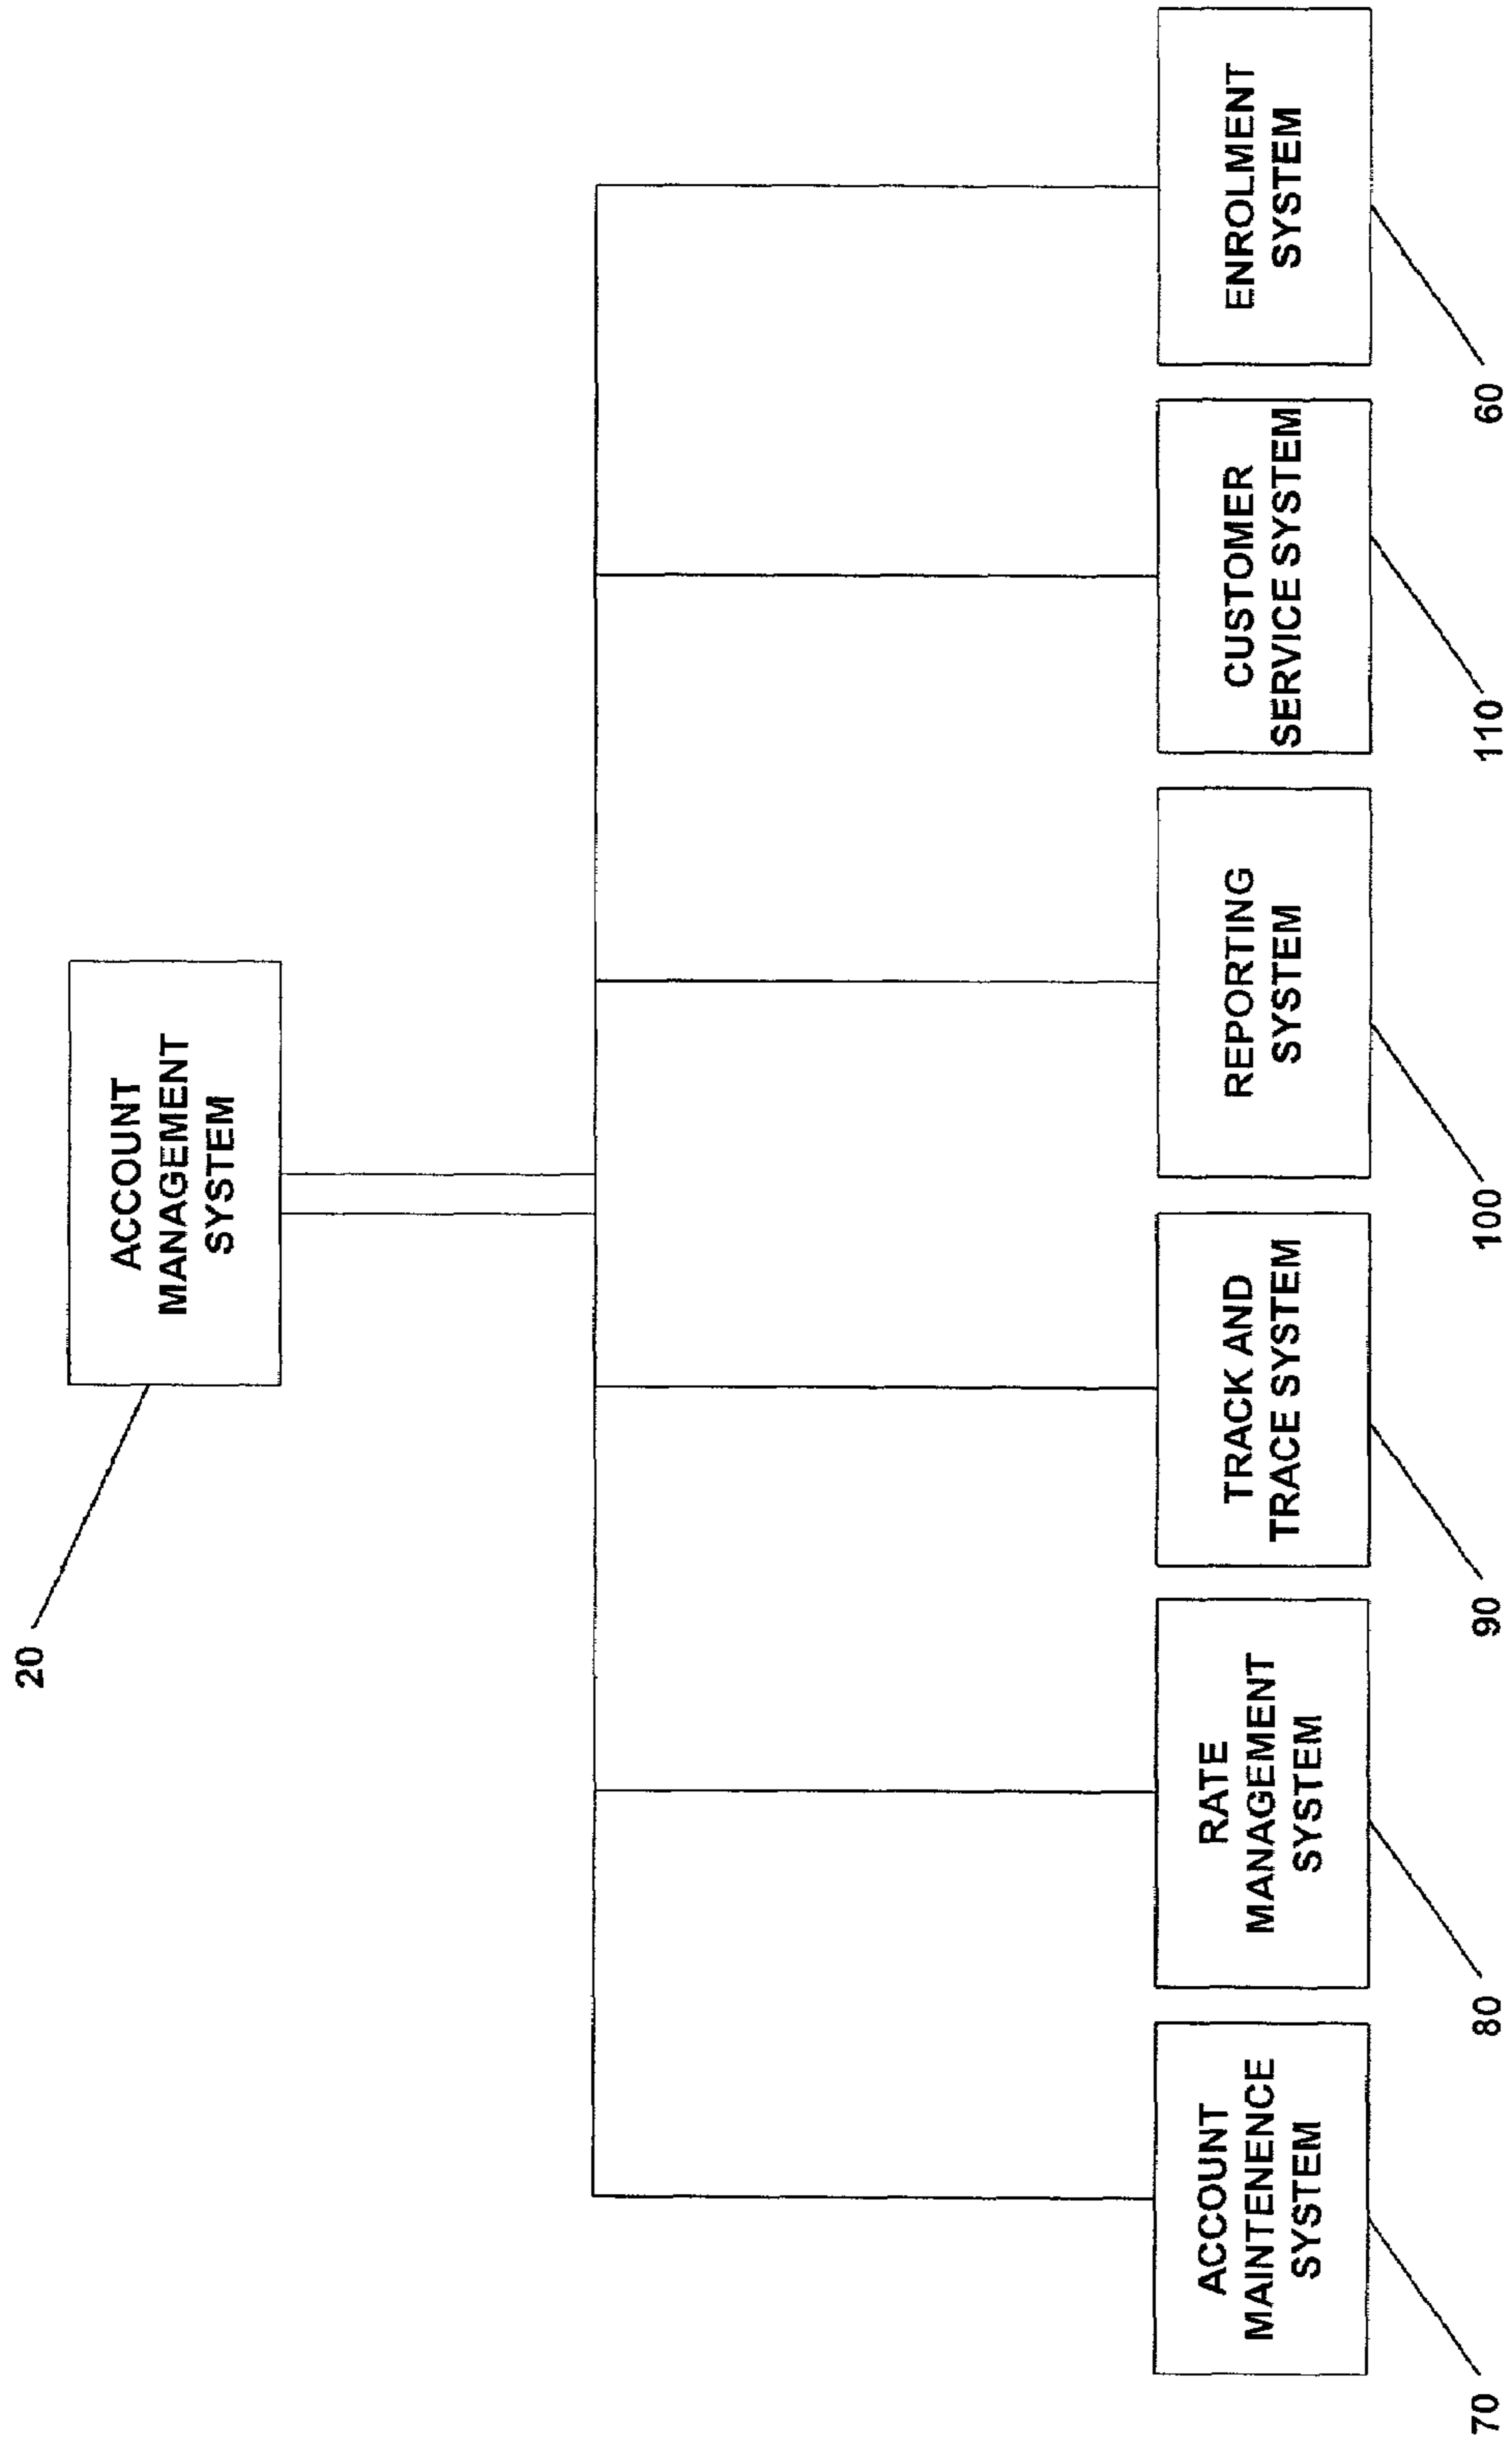 20
ACCOUNT
MANAGEMENT
SYSTEM
ACCOUNT
MAINTENENCE
SYSTEM
70
RATE
MANAGEMENT
SYSTEM
80
TRACK AND
TRACE SYSTEM
90
REPORTING
SYSTEM
100
CUSTOMER
SERVICE SYSTEM
110
ENROLMENT
SYSTEM
60